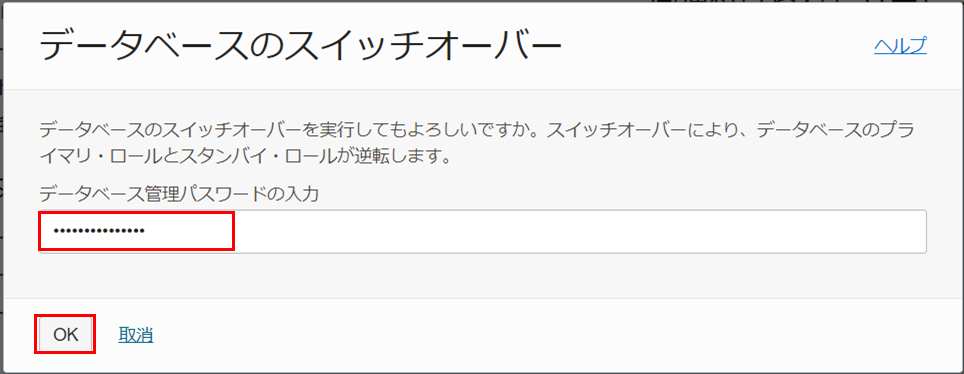 データベースのスイッチオーバー
ヘルプ
データベースのスイッチオーバーを実行してもよろしいですか。スイッチオーバーにより、データベースのプラ
イマリ・ロールとスタンバイ・ロールが逆転します。
データベース管理パスワードの入力
•••••••••••••••
OK
取消